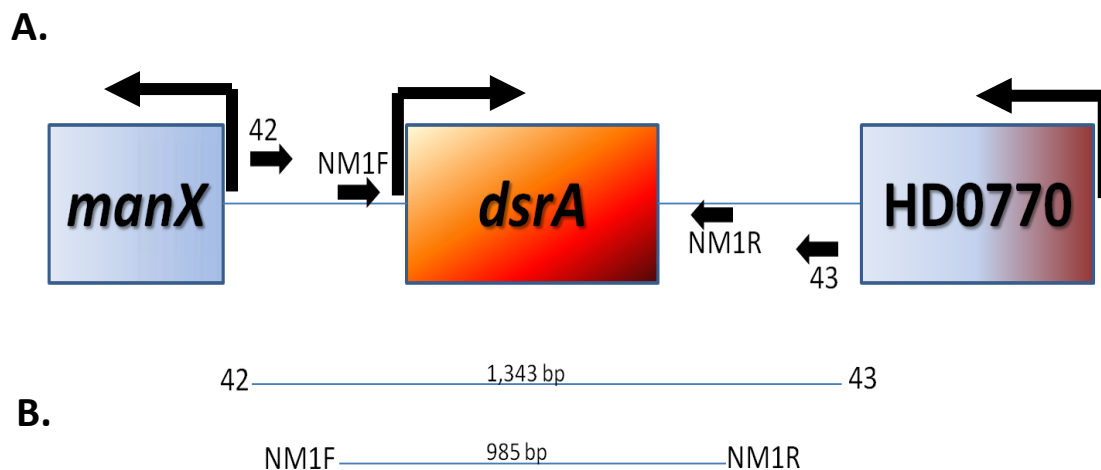 A.
42
NM1F
manX
dsrA
HD0770
NM1R
43
42 1,343 bp 43
B.
NM1F 985 bp NM1R